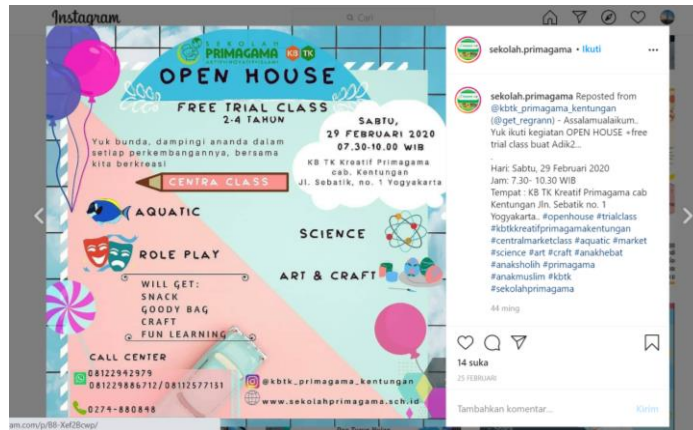 Instagram
Cari
SEKOLAH
PRIMAGAMA KB TK
OPEN HOUSE
FREE TRIAL CLASS
2-4 TAHUN
Yuk bunda, dampingi ananda dalam
setiap perkembangannya, bersama
kita berkreasi
SABTU,
29 FEBRUARI 2020
07.30-10.00 WIB
KB TK Kreatif Primagama
cab. Kentungan
Jl. Sebatik, no. 1 Yogyakarta
CENTRA CLASS
AQUATIC
ROLE PLAY
SCIENCE
ART & CRAFT
WILL GET:
SNACK
GOODY BAG
CRAFT
FUN LEARNING
CALL CENTER
08122942979
081229886712/08112577131
0274-880848
@kbtk_primagama_kentungan
www.sekolahprimagama.sch.id
sekolah.primagama • Ikuti
sekolah.primagama Reposted from
@kbtk_primagama_kentungan
(@get_regrann) - Assalamualaikum..
Yuk ikuti kegiatan OPEN HOUSE +free
trial class buat Adik2...
.
Hari: Sabtu, 29 Februari 2020
Jam: 7.30- 10.30 WIB
Tempat : KB TK Kreatif Primagama cab
Kentungan Jln. Sebatik no. 1
Yogyakarta.. #openhouse #trialclass
#kbtkkreatifprimagamakentungan
#centralmarketclass #aquatic #market
#science #art #craft #anakhebat
#anaksholih #primagama
#anakmuslim #kbtk
#sekolahprimagama
44 ming
14 suka
25 FEBRUARI
Tambahkan komentar...
Kirim
am.com/p/B8-Xef2Bcwp/